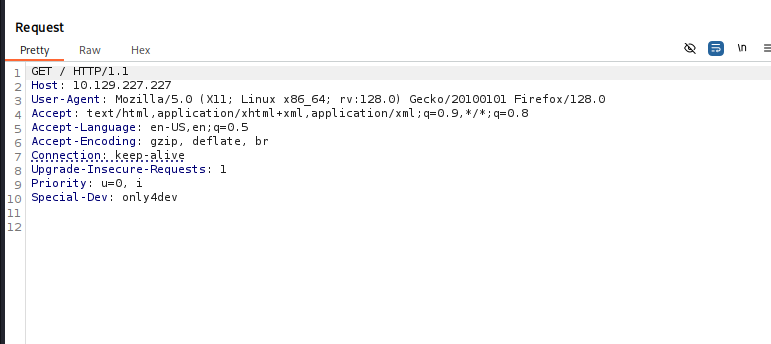 Request
Pretty Raw Hex \n
1 GET / HTTP/1.1
2 Host: 10.129.227.227
3 User-Agent: Mozilla/5.0 (X11; Linux x86_64; rv:128.0) Gecko/20100101 Firefox/128.0
4 Accept: text/html,application/xhtml+xml,application/xml;q=0.9,*/*;q=0.8
5 Accept-Language: en-US,en;q=0.5
6 Accept-Encoding: gzip, deflate, br
7 Connection: keep-alive
8 Upgrade-Insecure-Requests: 1
9 Priority: u=0, i
10 Special-Dev: only4dev
11
12